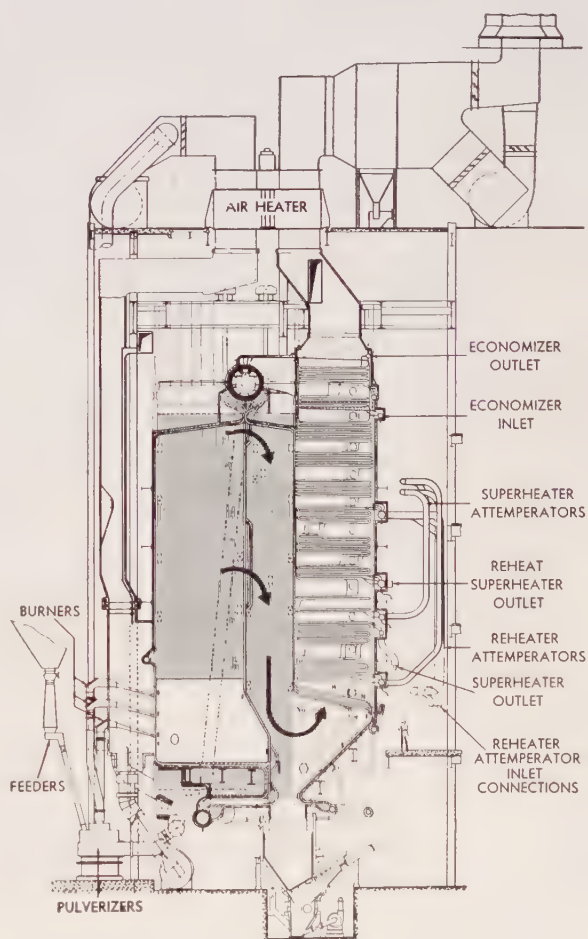 AIR HEATER
ECONOMIZER
OUTLET
ECONOMIZER
INLET
SUPERHEATER
ATTEMPERATORS
REHEAT
SUPERHEATER
OUTLET
BURNERS
REHEATER
ATTEMPERATORS
SUPERHEATER
OUTLET
REHEATER
ATTEMPERATOR
INLET
CONNECTIONS
FEEDERS
PULVERIZERS